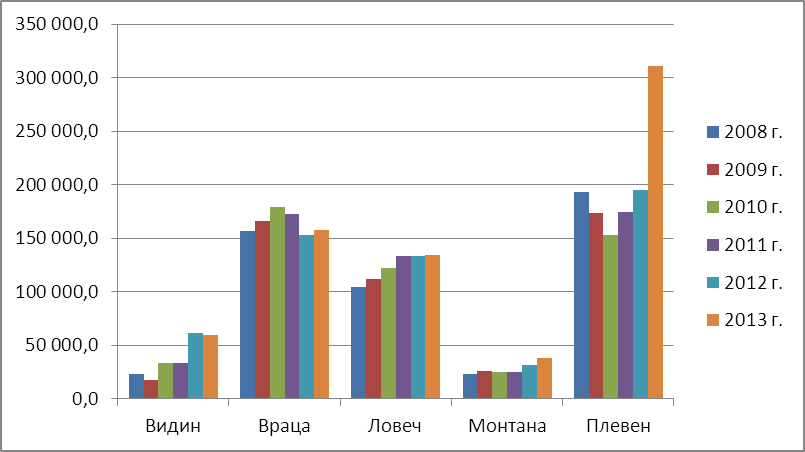 350 000,0
300 000,0
250 000,0
200 000,0
150 000,0
100 000,0
50 000,0
0,0
Видин Враца Ловеч Монтана Плевен
2008 г.
2009 г.
2010 г.
2011 г.
2012 г.
2013 г.